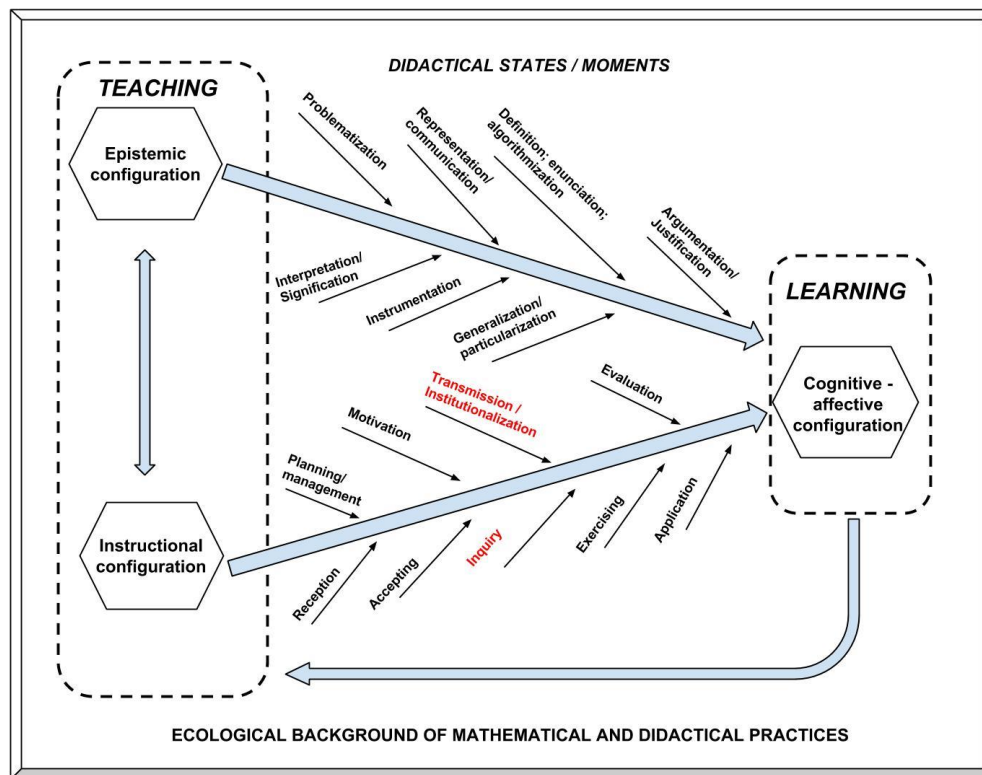 DIDACTICAL STATES / MOMENTS
TEACHING
Epistemic
configuration
Problematization
Representation/
communication
Definition; enunciation;
algorithmization
Argumentation/
Justification
Interpretation/
Signification
Instrumentation
Generalization/
particularization
LEARNING
Cognitive -
affective
configuration
Transmission /
Institutionalization
Evaluation
Motivation
Planning/
management
Instructional
configuration
Reception
Accepting
Inquiry
Exercising
Application
ECOLOGICAL BACKGROUND OF MATHEMATICAL AND DIDACTICAL PRACTICES